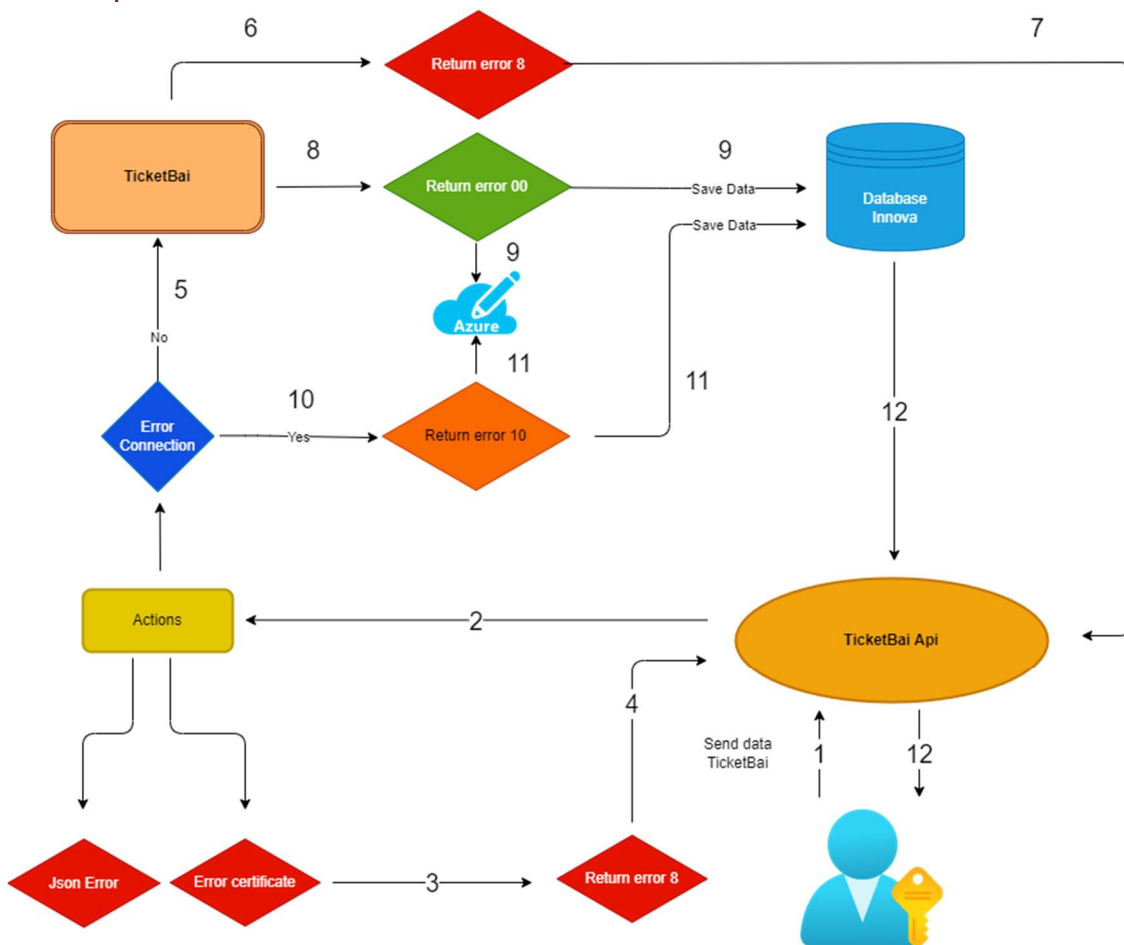 6
7
Return error 8
TicketBai
8
Return error 00
9
Save Data
Database
Innova
Save Data
9
5
Azure
No
11
11
10
12
Error
Connection
Yes
Return error 10
Actions
2
TicketBai Api
4
Send data
TicketBai
1
12
Json Error
Error certificate
3
Return error 8